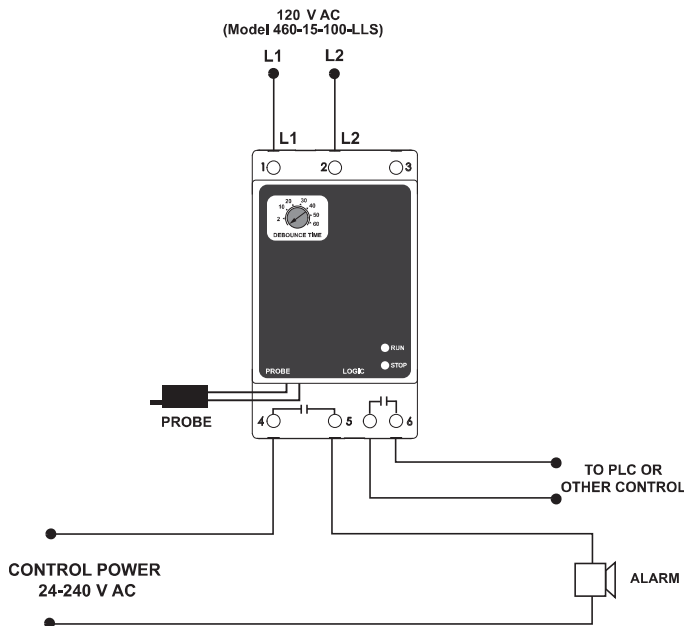 120 V AC
(Model 460-15-100-LLS)
L1 L2
L1 L2
1 2 3
20 30
10 40
2 50
60
DEBOUNCE TIME
RUN
STOP
PROBE LOGIC
PROBE
4 5 6
TO PLC OR
OTHER CONTROL
CONTROL POWER
24-240 V AC
ALARM